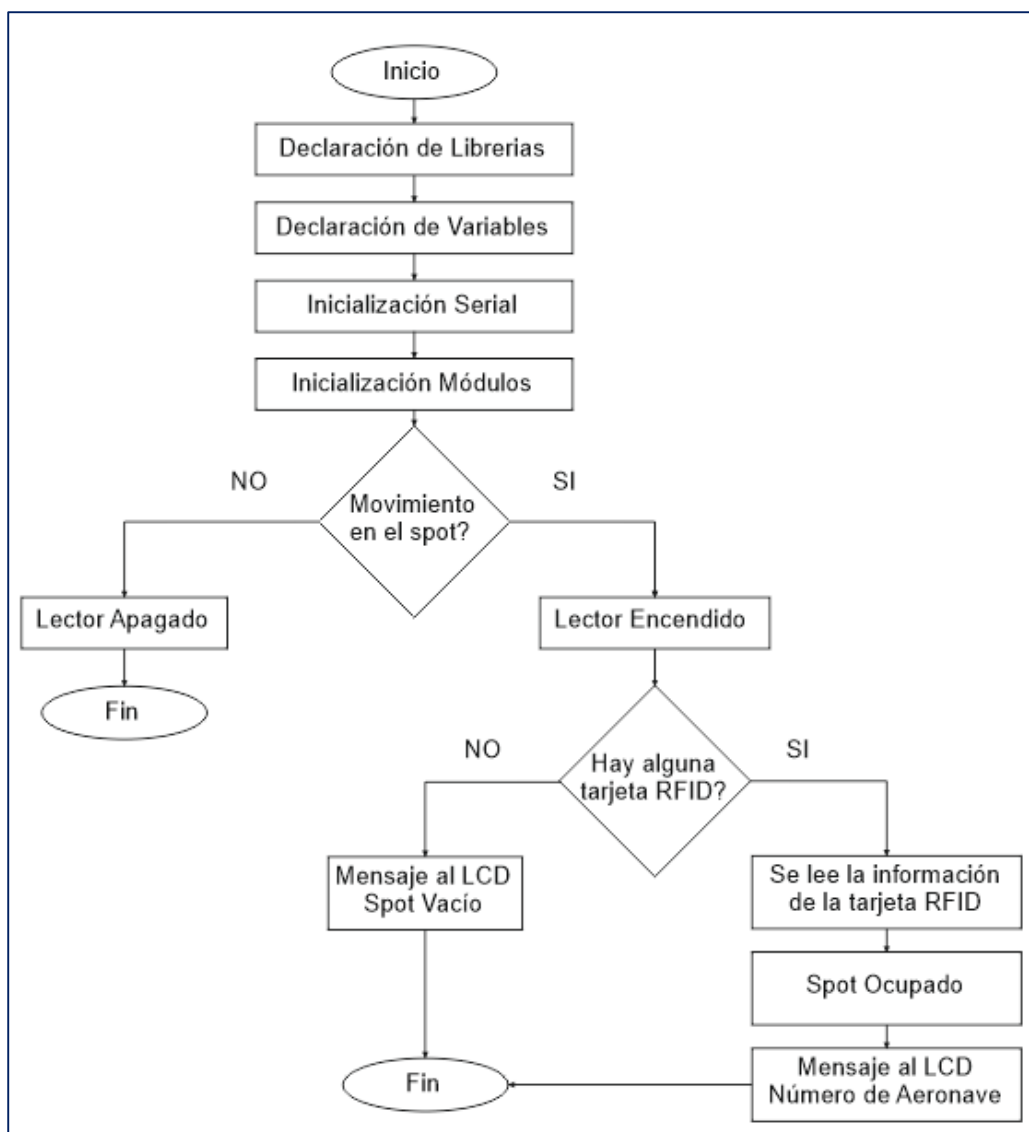 Inicio
Declaración de Librerias
Declaración de Variables
Inicialización Serial
Inicialización Módulos
NO
SI
Movimiento
en el spot?
Lector Apagado
Lector Encendido
Fin
NO
SI
Hay alguna
tarjeta RFID?
Mensaje al LCD
Spot Vacío
Se lee la información
de la tarjeta RFID
Spot Ocupado
Mensaje al LCD
Número de Aeronave
Fin